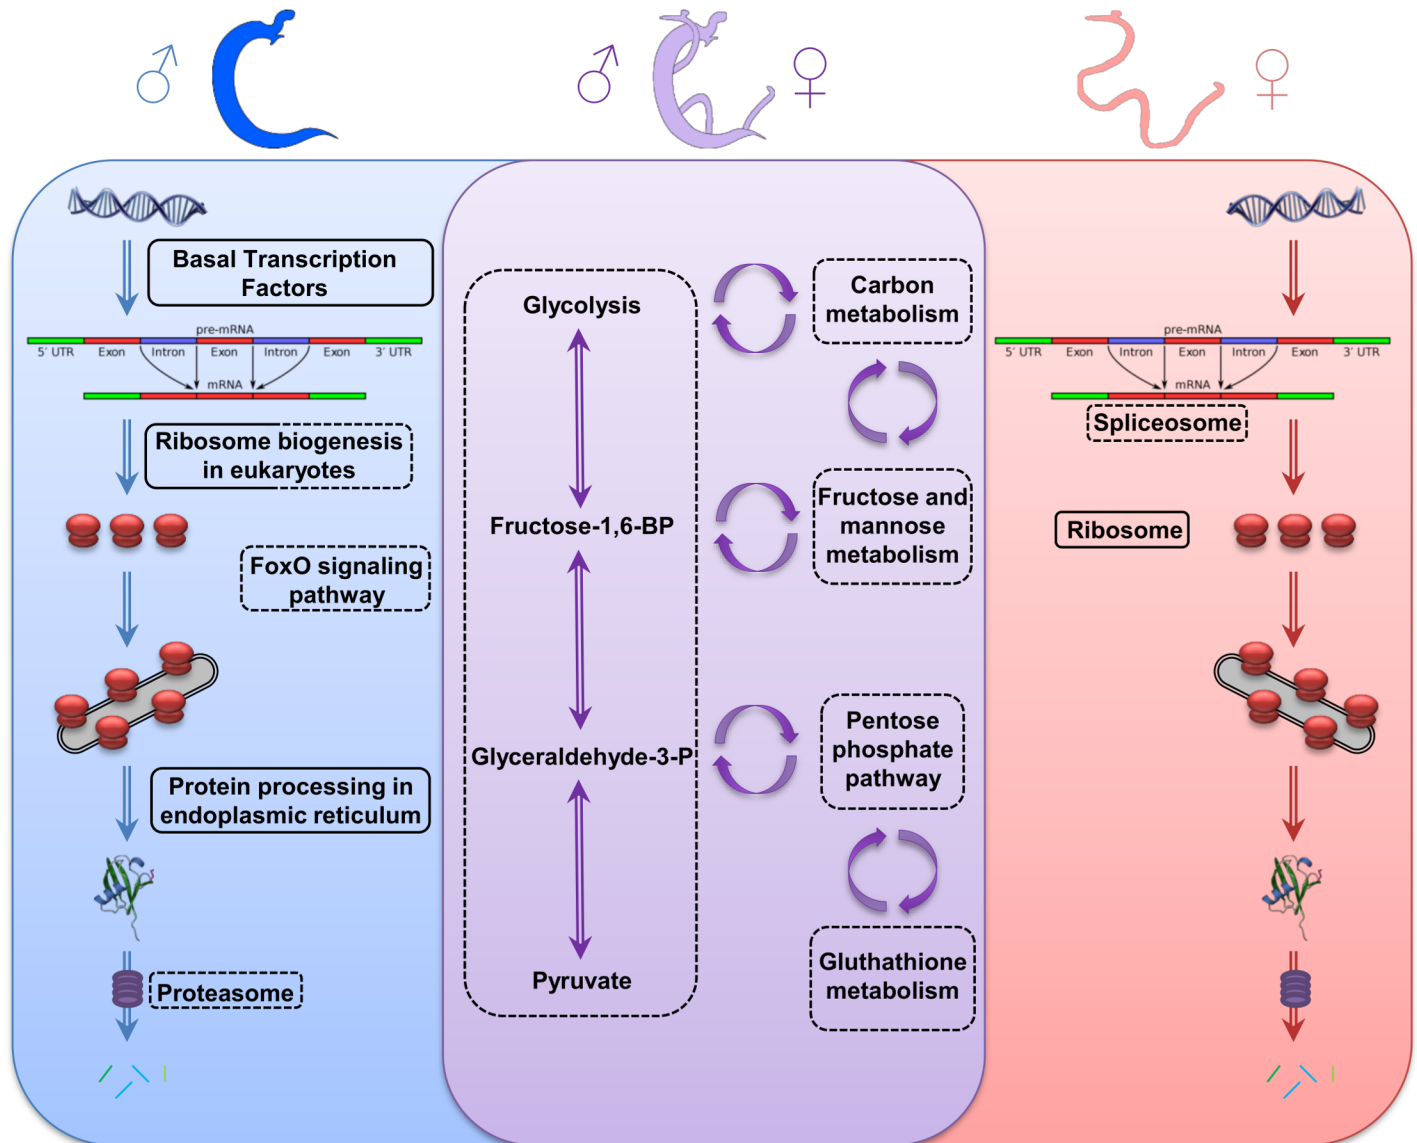 Basal Transcription
Factors
pre-mRNA
5′ UTR Exon Intron Exon Intron Exon 3′ UTR
mRNA
Ribosome biogenesis
in eukaryotes
FoxO signaling
pathway
Protein processing in
endoplasmic reticulum
Proteasome
Glycolysis
Fructose-1,6-BP
Glyceraldehyde-3-P
Pyruvate
Carbon
metabolism
Fructose and
mannose
metabolism
Pentose
phosphate
pathway
Gluthathione
metabolism
pre-mRNA
5′ UTR Exon Intron Exon Intron Exon 3′ UTR
mRNA
Spliceosome
Ribosome